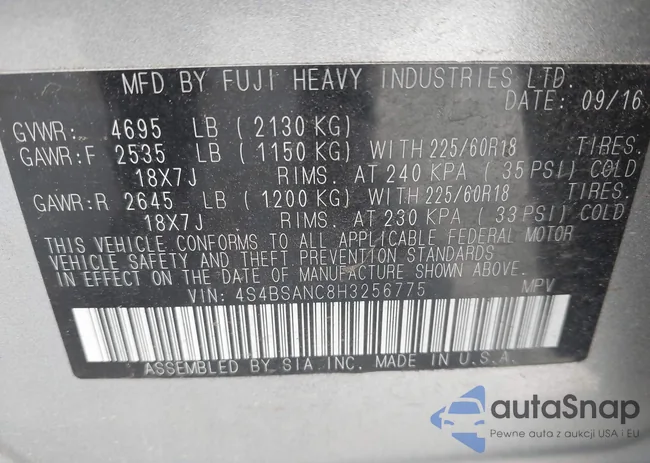 MFD BY FUJI HEAVY INDUSTRIES LTD.
DATE: 09/16
GVWR: 4695 LB (2130 KG)
GAWR:F 2535 LB (1150 KG) WITH 225/60R18 TIRES.
18X7J RIMS. AT 240 KPA (35 PSI) COLD
GAWR:R 2645 LB (1200 KG) WITH 225/60R18 TIRES.
18X7J RIMS. AT 230 KPA (33 PSI) COLD
THIS VEHICLE CONFORMS TO ALL APPLICABLE FEDERAL MOTOR
VEHICLE SAFETY AND THEFT PREVENTION STANDARDS
IN EFFECT ON THE DATE OF MANUFACTURE SHOWN ABOVE.
VIN: 4S4BSANC8H3256775 MPV
ASSEMBLED BY SIA INC. MADE IN U.S.A.
autaSnap
Pewne auta z aukcji USA i EU